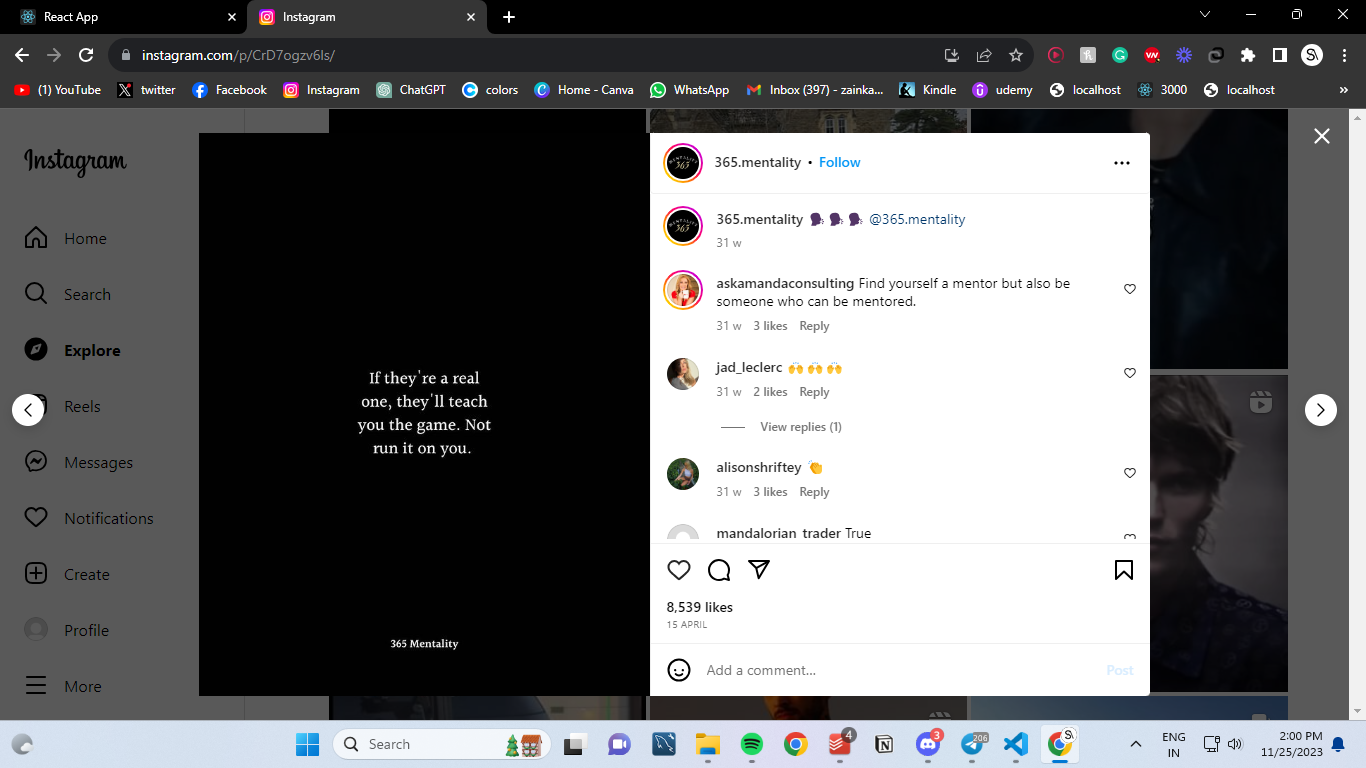 React App
Instagram
instagram.com/p/CrD7ogzv6Is/
(1) YouTube
twitter
Facebook
Instagram
ChatGPT
colors
Home - Canva
WhatsApp
Inbox (397) - zainka...
Kindle
udemy
localhost
3000
localhost
»
Instagram
Home
Search
Explore
Reels
Messages
Notifications
Create
Profile
More
If they're a real
one, they'll teach
you the game. Not
run it on you.
365 Mentality
365.mentality • Follow
365.mentality 🗣️🗣️🗣️ @365.mentality
31 w
askamandaconsulting Find yourself a mentor but also be
someone who can be mentored.
31 w 3 likes Reply
jad_leclerc 🙌🙌🙌
31 w 2 likes Reply
View replies (1)
alisonshriftey 👏
31 w 3 likes Reply
mandalorian_trader True
8,539 likes
15 APRIL
Add a comment...
Post
Search
4
3
206
ENG
IN
2:00 PM
11/25/2023